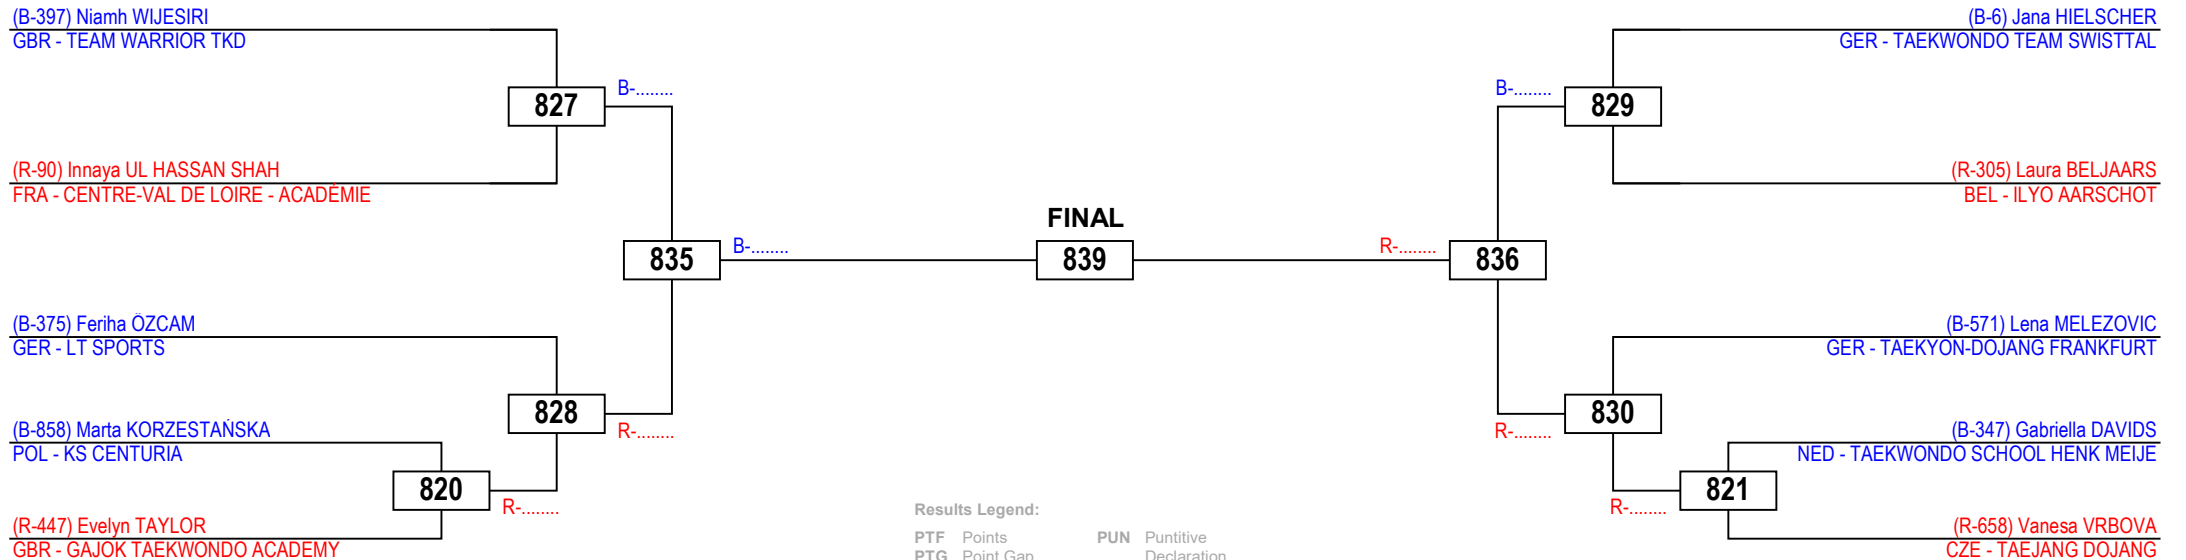 (B-397) Niamh WIJESIRI
GBR - TEAM WARRIOR TKD
827
B-........
(R-90) Innaya UL HASSAN SHAH
FRA - CENTRE-VAL DE LOIRE - ACADÉMIE
835
B-........
(B-375) Feriha ÖZCAM
GER - LT SPORTS
828
R-........
(B-858) Marta KORZESTAŃSKA
POL - KS CENTURIA
820
R-........
(R-447) Evelyn TAYLOR
GBR - GAJOK TAEKWONDO ACADEMY
FINAL
839
(B-6) Jana HIELSCHER
GER - TAEKWONDO TEAM SWISTTAL
B-........
829
(R-305) Laura BELJAARS
BEL - ILYO AARSCHOT
R-........
836
(B-571) Lena MELEZOVIC
GER - TAEKYON-DOJANG FRANKFURT
R-........
830
(B-347) Gabriella DAVIDS
NED - TAEKWONDO SCHOOL HENK MEIJE
R-........
821
(R-658) Vanesa VRBOVA
CZE - TAEJANG DOJANG
Results Legend:
PTF Points
PUN Puntitive
PTG Point Gap
Declaration